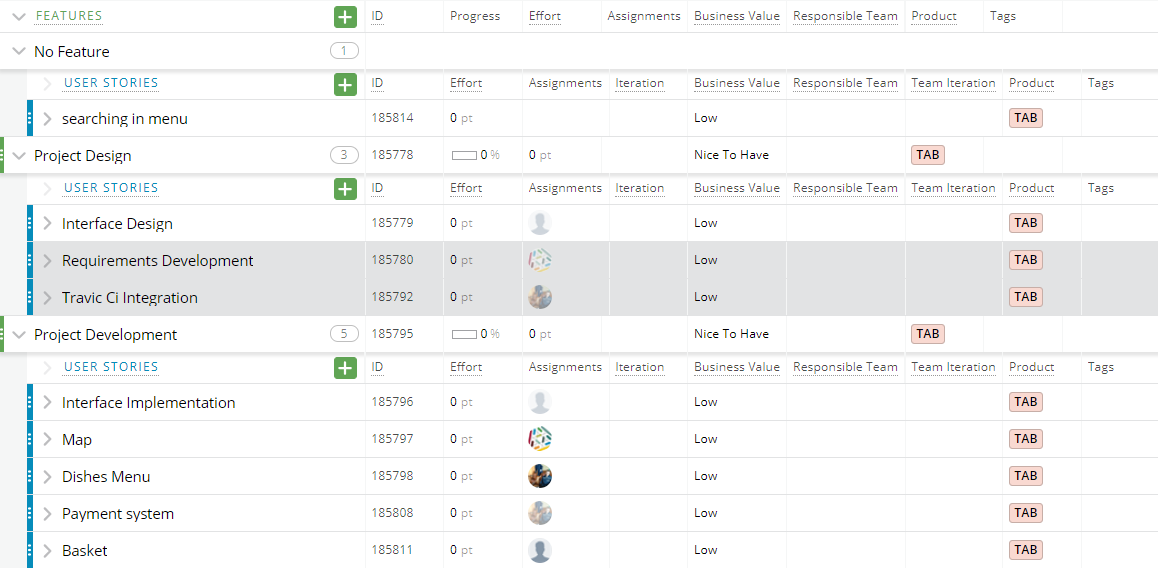 FEATURES ID Progress Effort Assignments Business Value Responsible Team Product Tags
No Feature 1
USER STORIES ID Effort Assignments Iteration Business Value Responsible Team Team Iteration Product Tags
searching in menu 185814 0 pt Low TAB
Project Design 3 185778 0 % 0 pt Nice To Have TAB
USER STORIES ID Effort Assignments Iteration Business Value Responsible Team Team Iteration Product Tags
Interface Design 185779 0 pt Low TAB
Requirements Development 185780 0 pt Low TAB
Travic Ci Integration 185792 0 pt Low TAB
Project Development 5 185795 0 % 0 pt Nice To Have TAB
USER STORIES ID Effort Assignments Iteration Business Value Responsible Team Team Iteration Product Tags
Interface Implementation 185796 0 pt Low TAB
Map 185797 0 pt Low TAB
Dishes Menu 185798 0 pt Low TAB
Payment system 185808 0 pt Low TAB
Basket 185811 0 pt Low TAB